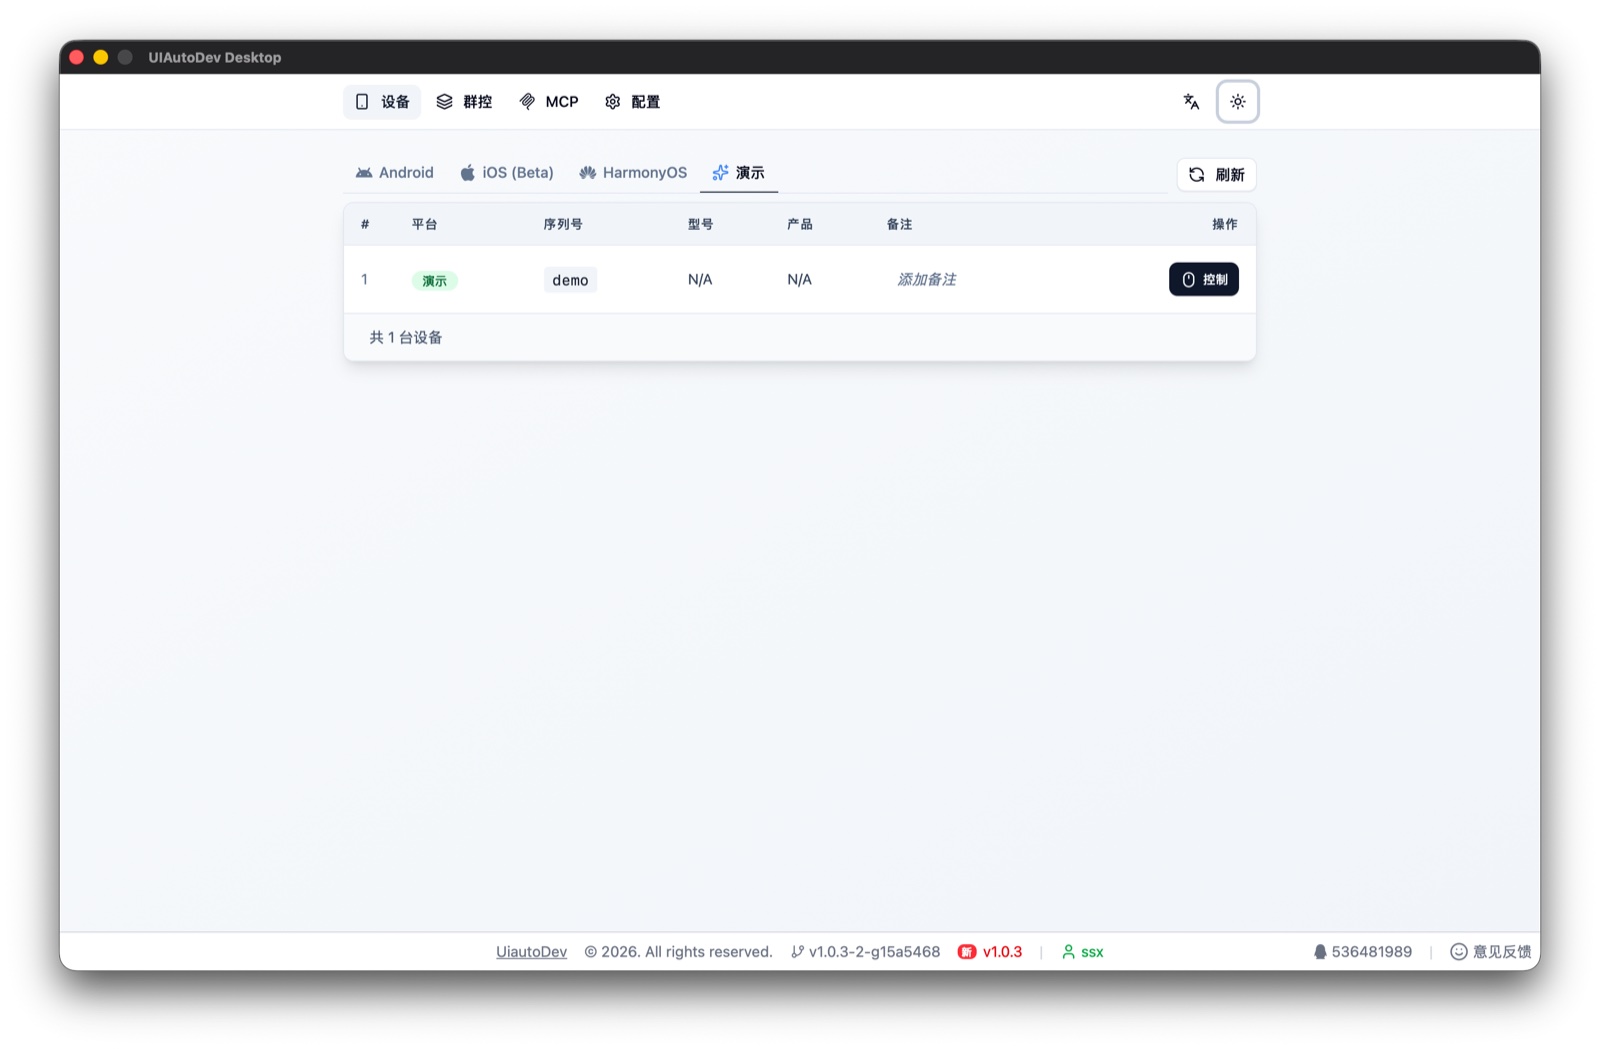 UIAutoDev Desktop
设备 群控 MCP 配置
Android iOS (Beta) HarmonyOS 演示 刷新
# 平台 序列号 型号 产品 备注 操作
1 演示 demo N/A N/A 添加备注 控制
共 1 台设备
UiautoDev © 2026. All rights reserved. v1.0.3-2-g15a5468 新 v1.0.3 | ssx 536481989 | 意见反馈